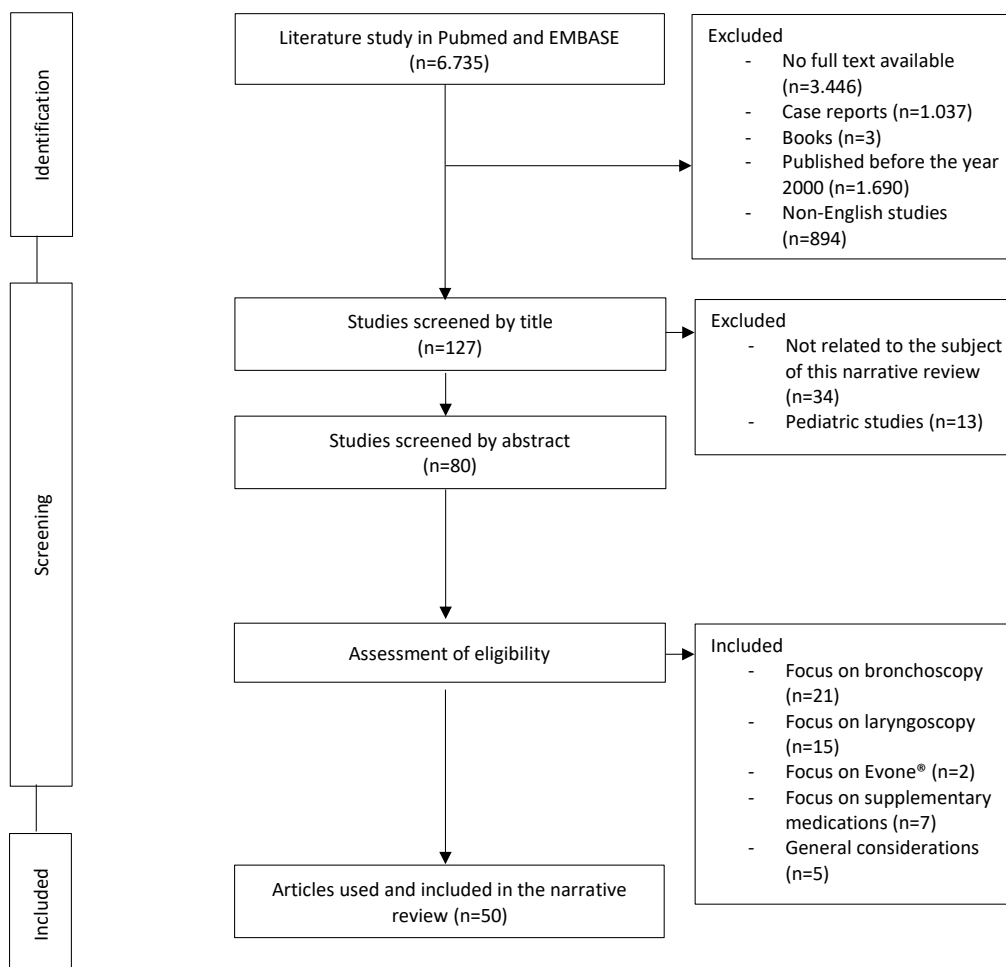 Identification
Literature study in Pubmed and EMBASE
(n=6.735)
Excluded
- No full text available
(n=3.446)
- Case reports (n=1.037)
- Books (n=3)
- Published before the year
2000 (n=1.690)
- Non-English studies
(n=894)
Screening
Studies screened by title
(n=127)
Excluded
- Not related to the subject
of this narrative review
(n=34)
- Pediatric studies (n=13)
Studies screened by abstract
(n=80)
Assessment of eligibility
Included
- Focus on bronchoscopy
(n=21)
- Focus on laryngoscopy
(n=15)
- Focus on Evone® (n=2)
- Focus on supplementary
medications (n=7)
- General considerations
(n=5)
Included
Articles used and included in the narrative
review (n=50)